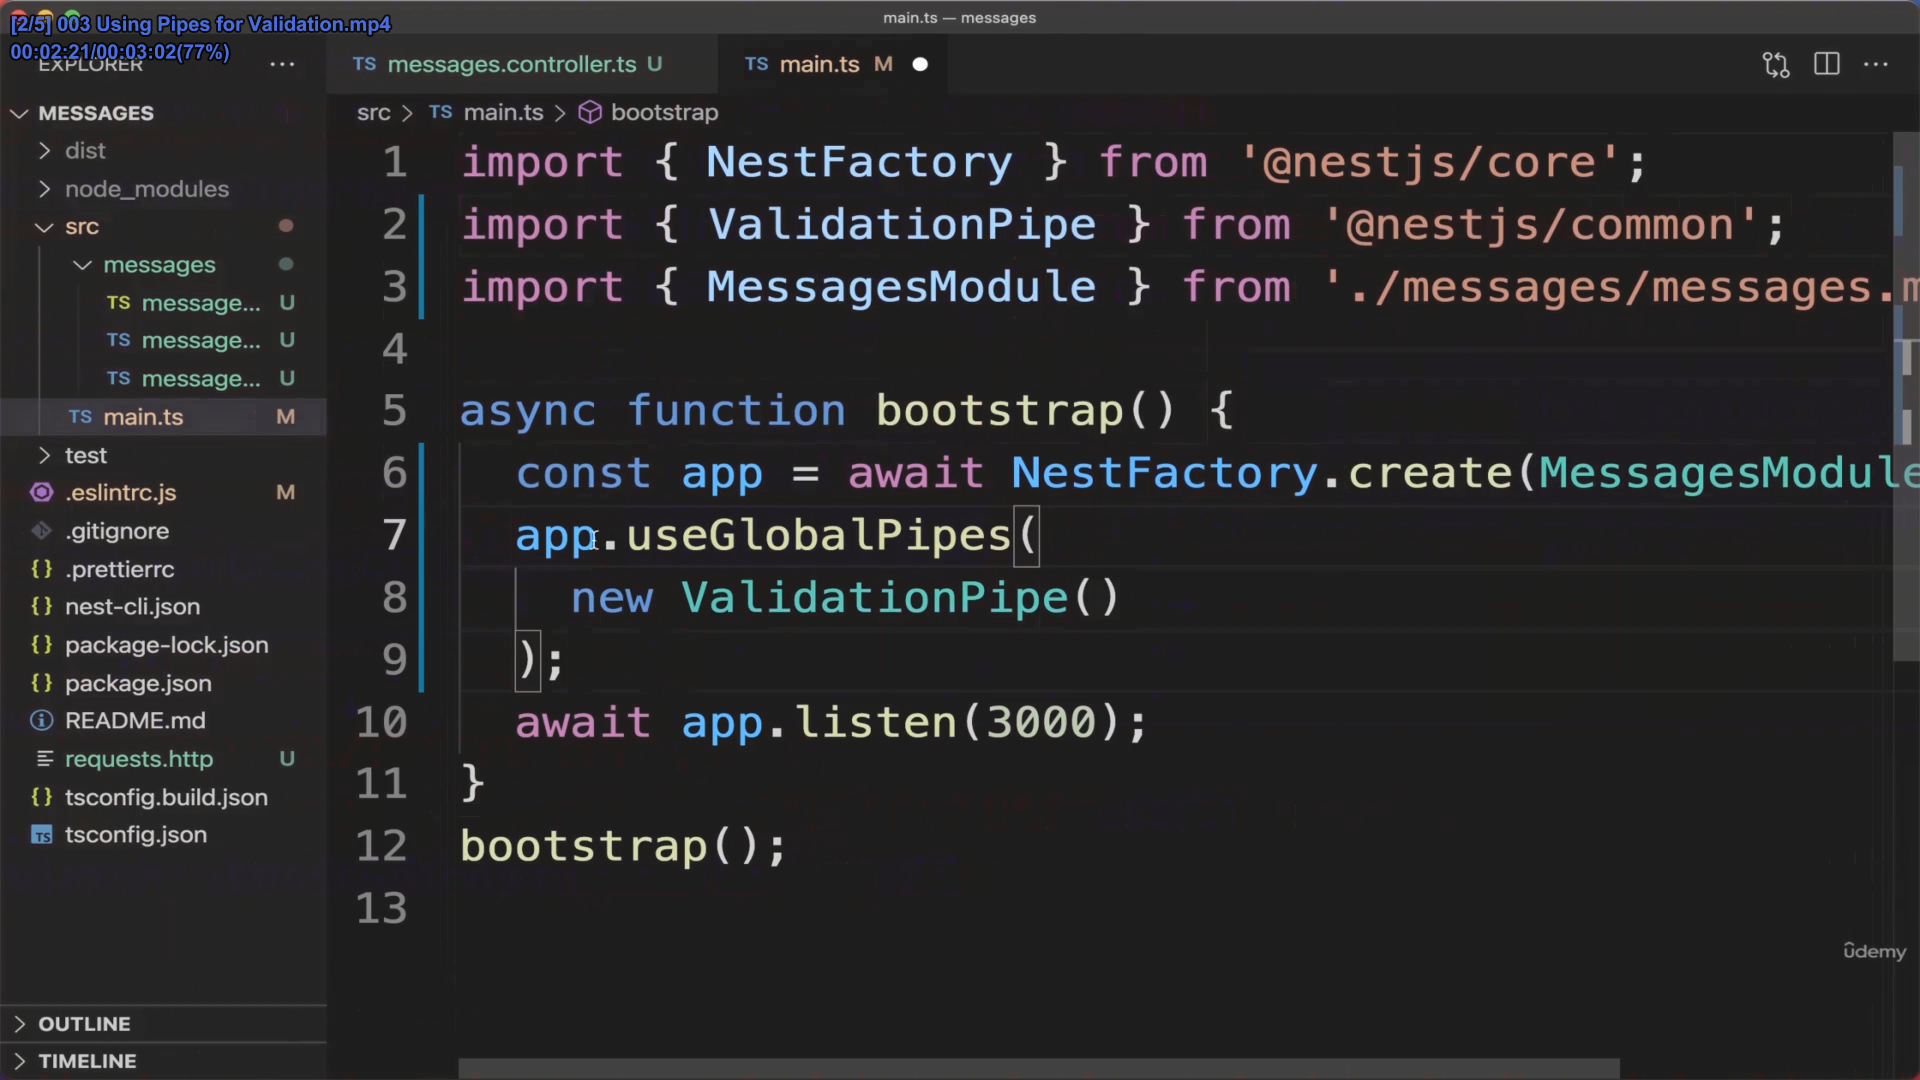 main.ts — messages
[2/5] 003 Using Pipes for Validation.mp4
00:02:21/00:03:02(77%)
EXPLORER ···
TS messages.controller.ts U
TS main.ts M
···
MESSAGES
dist
node_modules
src
messages
TS message... U
TS message... U
TS message... U
TS main.ts M
test
.eslintrc.js M
.gitignore
{} .prettierrc
{} nest-cli.json
{} package-lock.json
{} package.json
README.md
requests.http U
{} tsconfig.build.json
TS tsconfig.json
OUTLINE
TIMELINE
src > TS main.ts > bootstrap
1 import { NestFactory } from '@nestjs/core';
2 import { ValidationPipe } from '@nestjs/common';
3 import { MessagesModule } from './messages/messages.m
4
5 async function bootstrap() {
6 const app = await NestFactory.create(MessagesModule
7 app.useGlobalPipes(
8 new ValidationPipe()
9 );
10 await app.listen(3000);
11 }
12 bootstrap();
13
ûdemy